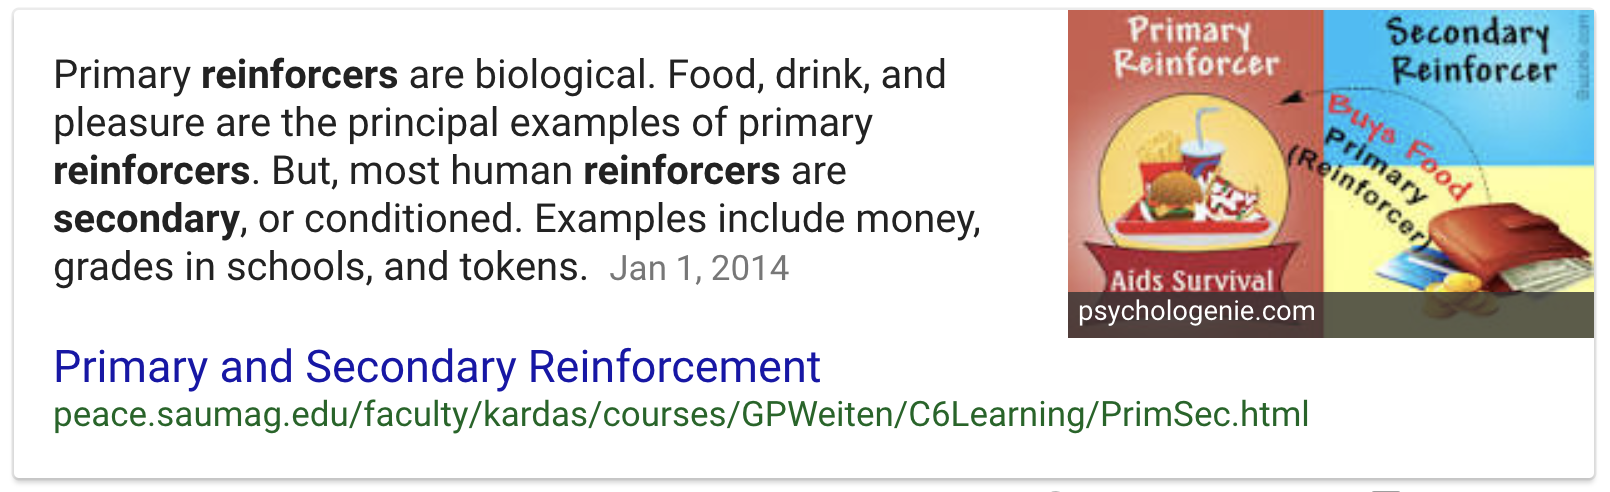 Primary reinforcers are biological. Food, drink, and
pleasure are the principal examples of primary
reinforcers. But, most human reinforcers are
secondary, or conditioned. Examples include money,
grades in schools, and tokens. Jan 1, 2014
Primary and Secondary Reinforcement
peace.saumag.edu/faculty/kardas/courses/GPWeiten/C6Learning/PrimSec.html
Primary
Reinforcer
Aids Survival
Secondary
Reinforcer
Buys Food
Primary
(Reinforcer)
psychologenie.com